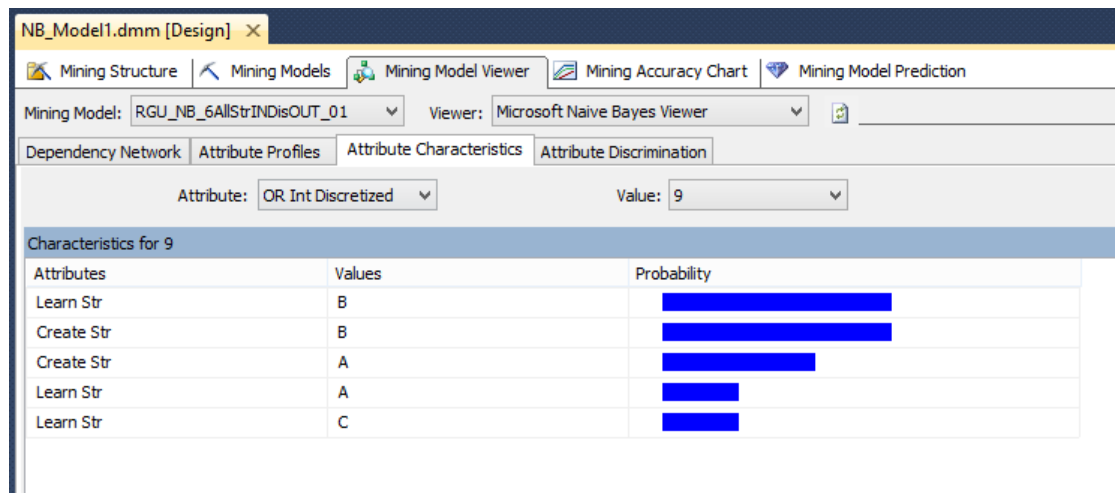 NB_Model1.dmm [Design]
Mining Structure Mining Models Mining Model Viewer Mining Accuracy Chart Mining Model Prediction
Mining Model: RGU_NB_6AllStrINDisOUT_01 Viewer: Microsoft Naive Bayes Viewer
Dependency Network Attribute Profiles Attribute Characteristics Attribute Discrimination
Attribute: OR Int Discretized Value: 9
Characteristics for 9
Attributes Values Probability
Learn Str B
Create Str B
Create Str A
Learn Str A
Learn Str C